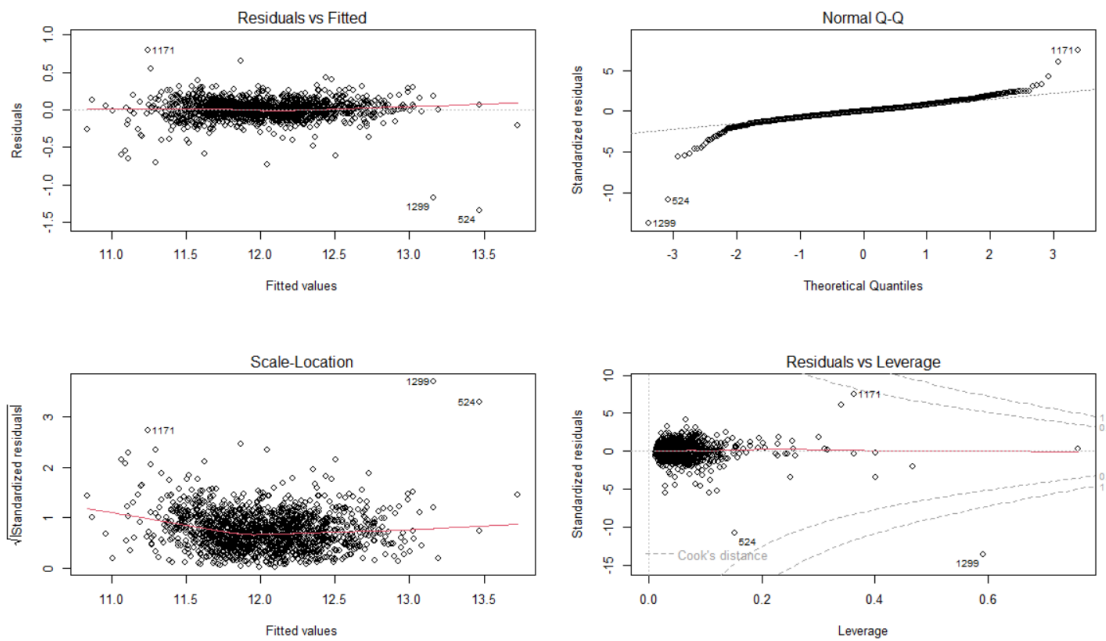 Residuals vs Fitted
Residuals
1.0
0.5
0.0
-0.5
-1.0
-1.5
1171
1299
524
11.0 11.5 12.0 12.5 13.0 13.5
Fitted values
Normal Q-Q
Standardized residuals
5
0
-5
-10
1171
524
1299
-3 -2 -1 0 1 2 3
Theoretical Quantiles
Scale-Location
√|Standardized residuals|
3
2
1
0
1299
524
1171
11.0 11.5 12.0 12.5 13.0 13.5
Fitted values
Residuals vs Leverage
Standardized residuals
10
5
0
-5
-10
-15
1171
1
0
0
1
524
Cook's distance
1299
0.0 0.2 0.4 0.6
Leverage